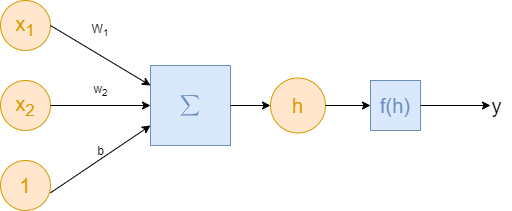 x₁
W₁
x₂
w₂
∑
h
f(h)
y
b
1